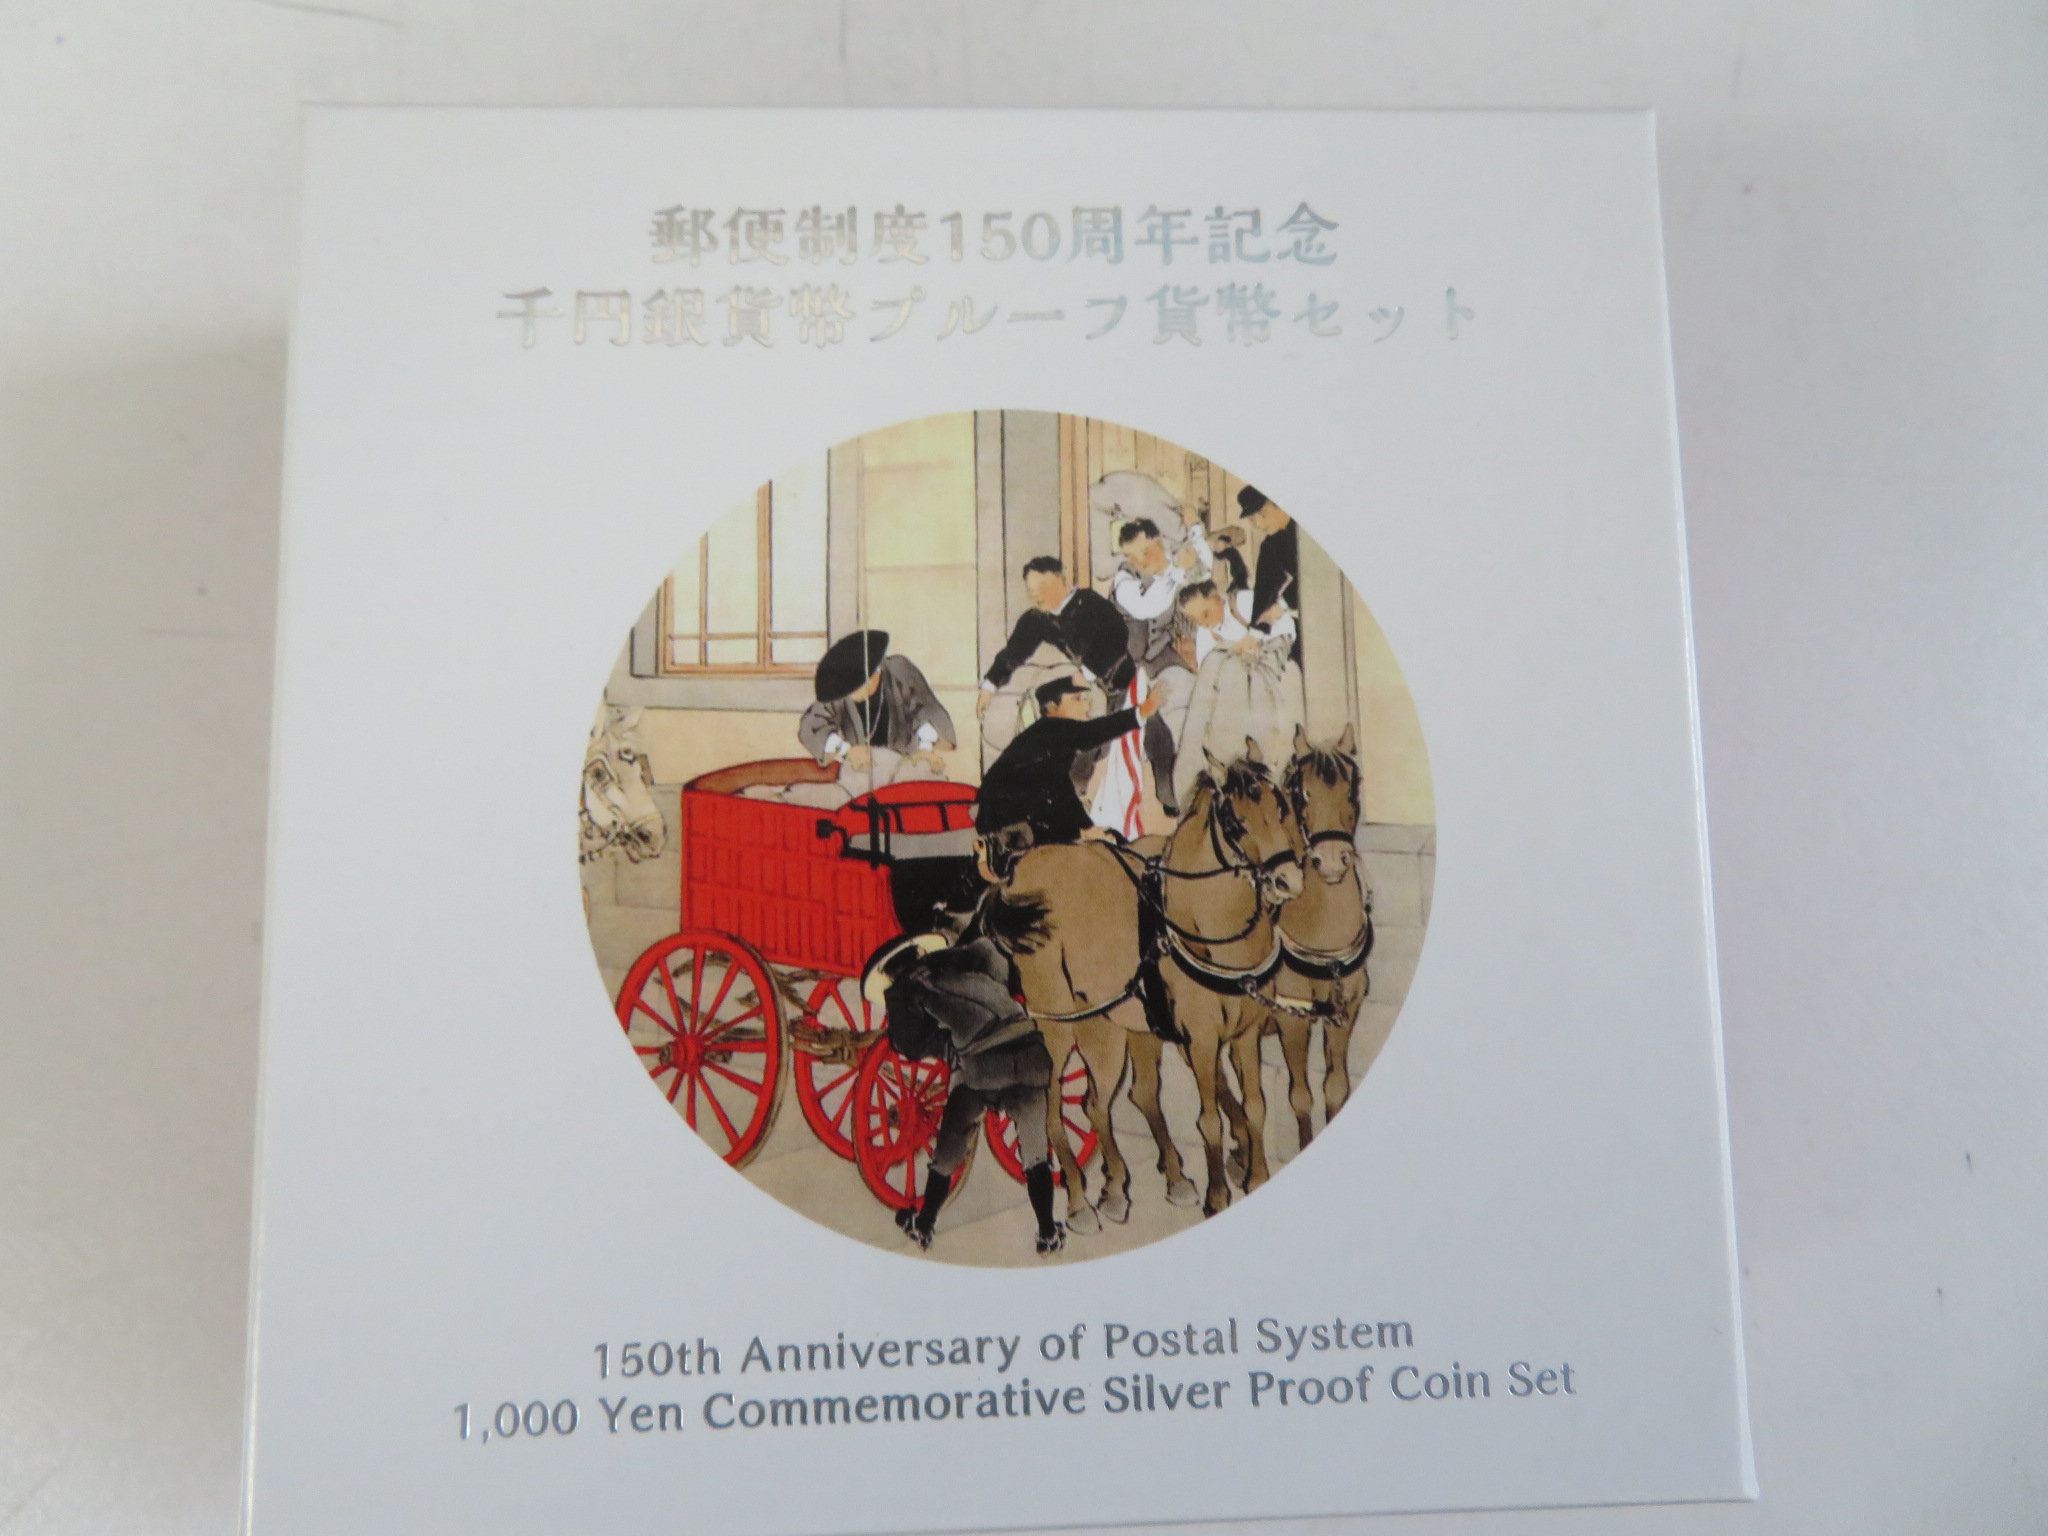 郵便制度150周年記念
千円銀貨幣プルーフ貨幣セット
150th Anniversary of Postal System
1,000 Yen Commemorative Silver Proof Coin Set